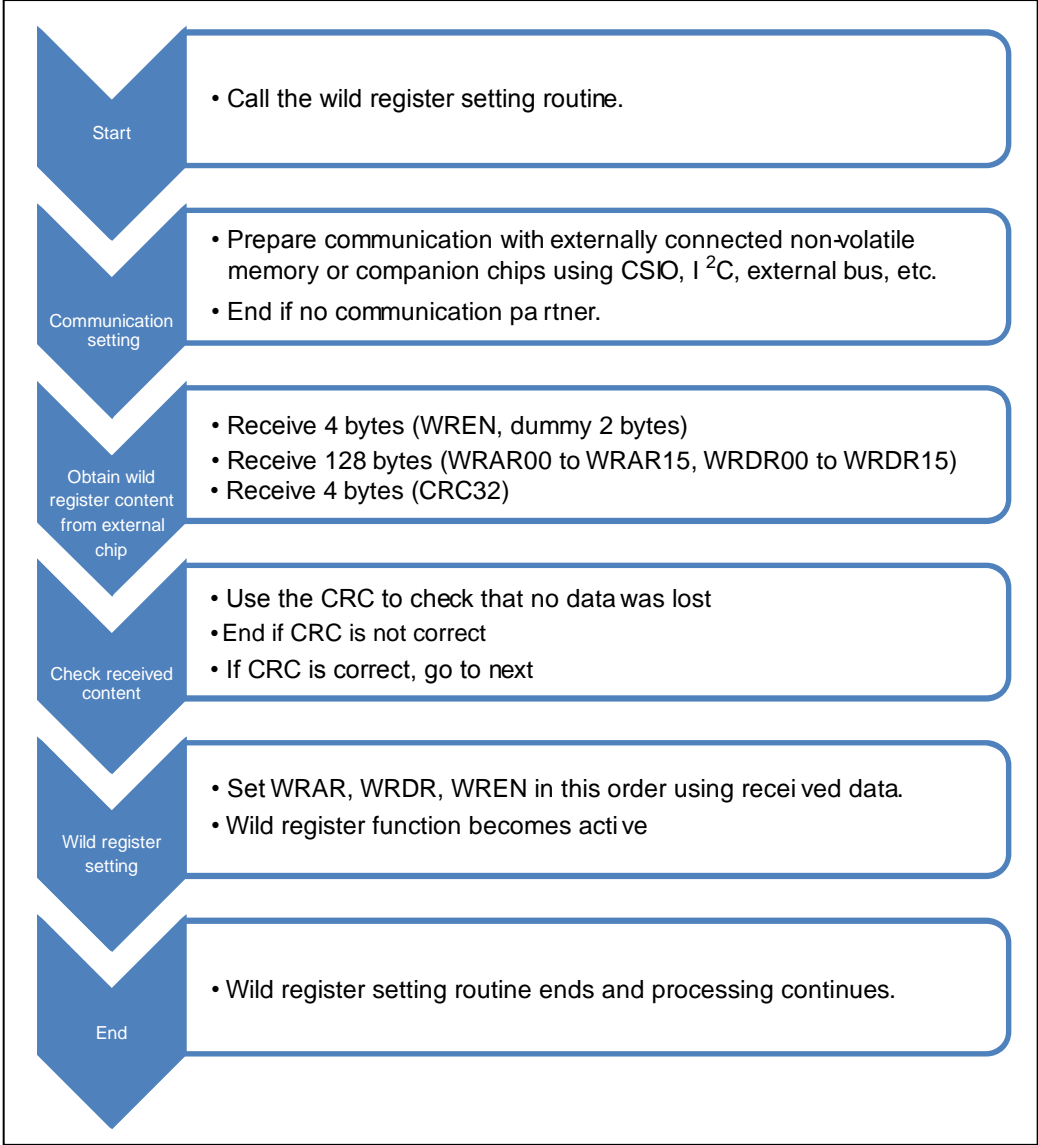 Start
• Call the wild register setting routine.
Communication
setting
• Prepare communication with externally connected non-volatile
memory or companion chips using CSIO, I ²C, external bus, etc.
• End if no communication pa rtner.
Obtain wild
register content
from external
chip
• Receive 4 bytes (WREN, dummy 2 bytes)
• Receive 128 bytes (WRAR00 to WRAR15, WRDR00 to WRDR15)
• Receive 4 bytes (CRC32)
Check received
content
• Use the CRC to check that no data was lost
• End if CRC is not correct
• If CRC is correct, go to next
Wild register
setting
• Set WRAR, WRDR, WREN in this order using recei ved data.
• Wild register function becomes acti ve
End
• Wild register setting routine ends and processing continues.